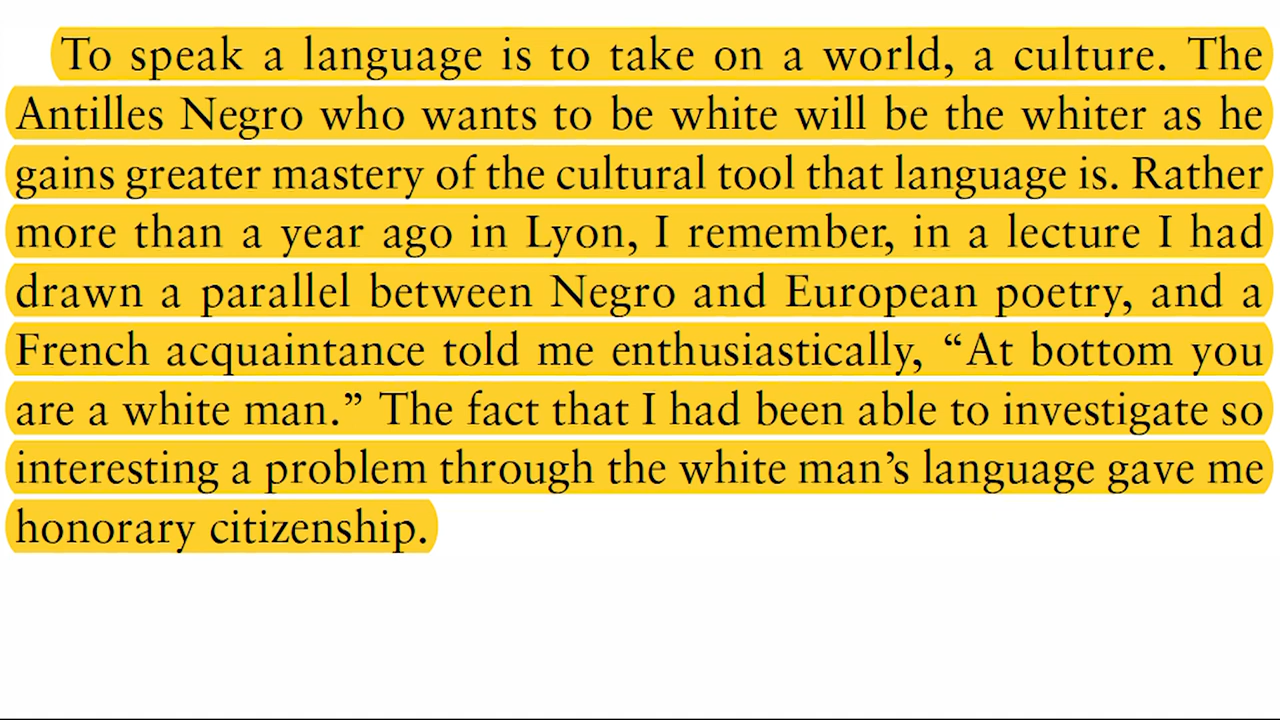 To speak a language is to take on a world, a culture. The
Antilles Negro who wants to be white will be the whiter as he
gains greater mastery of the cultural tool that language is. Rather
more than a year ago in Lyon, I remember, in a lecture I had
drawn a parallel between Negro and European poetry, and a
French acquaintance told me enthusiastically, “At bottom you
are a white man.” The fact that I had been able to investigate so
interesting a problem through the white man’s language gave me
honorary citizenship.